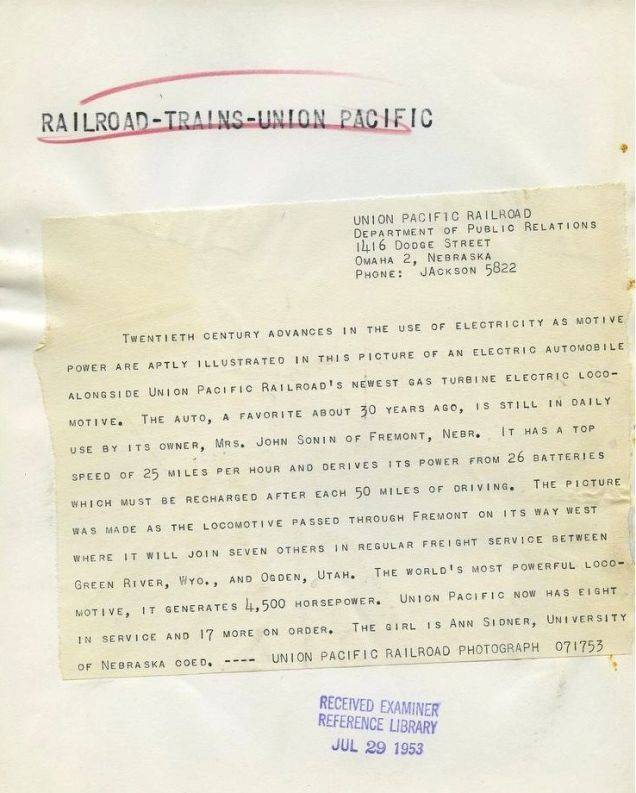 RAILROAD-TRAINS-UNION PACIFIC
UNION PACIFIC RAILROAD
DEPARTMENT OF PUBLIC RELATIONS
1416 DODGE STREET
OMAHA 2, NEBRASKA
PHONE: JACKSON 5822
TWENTIETH CENTURY ADVANCES IN THE USE OF ELECTRICITY AS MOTIVE
POWER ARE APTLY ILLUSTRATED IN THIS PICTURE OF AN ELECTRIC AUTOMOBILE
ALONGSIDE UNION PACIFIC RAILROAD'S NEWEST GAS TURBINE ELECTRIC LOCO-
MOTIVE. THE AUTO, A FAVORITE ABOUT 30 YEARS AGO, IS STILL IN DAILY
USE BY ITS OWNER, MRS. JOHN SONIN OF FREMONT, NEBR. IT HAS A TOP
SPEED OF 25 MILES PER HOUR AND DERIVES ITS POWER FROM 26 BATTERIES
WHICH MUST BE RECHARGED AFTER EACH 50 MILES OF DRIVING. THE PICTURE
WAS MADE AS THE LOCOMOTIVE PASSED THROUGH FREMONT ON ITS WAY WEST
WHERE IT WILL JOIN SEVEN OTHERS IN REGULAR FREIGHT SERVICE BETWEEN
GREEN RIVER, WYO., AND OGDEN, UTAH. THE WORLD'S MOST POWERFUL LOCO-
MOTIVE, IT GENERATES 4,500 HORSEPOWER. UNION PACIFIC NOW HAS EIGHT
IN SERVICE AND 17 MORE ON ORDER. THE GIRL IS ANN SIDNER, UNIVERSITY
OF NEBRASKA COED. ---- UNION PACIFIC RAILROAD PHOTOGRAPH 071753
RECEIVED EXAMINER
REFERENCE LIBRARY
JUL 29 1953